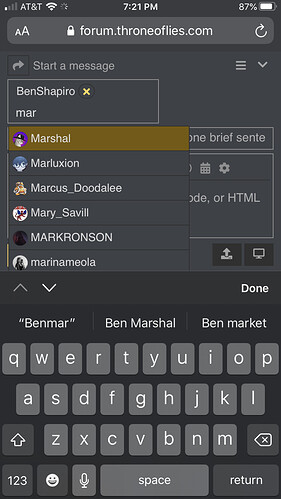 AT&T
7:21 PM
87%
AA
forum.throneoflies.com
Start a message
BenShapiro
mar
Marshal
one brief sente
Marluxion
Marcus_Doodalee
ode, or HTML
Mary_Savill
MARKRONSON
marinameola
Done
“Benmar”
Ben Marshal
Ben market
q w e r t y u i o p
a s d f g h j k l
z x c v b n m
123
space
return